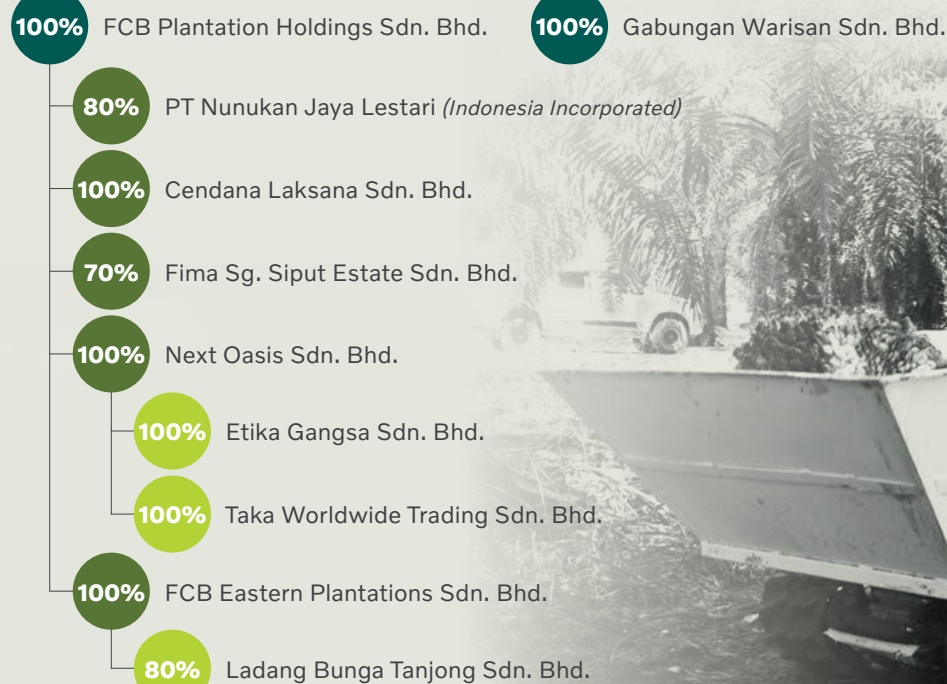 100% FCB Plantation Holdings Sdn. Bhd.
100% Gabungan Warisan Sdn. Bhd.
80% PT Nunukan Jaya Lestari (Indonesia Incorporated)
100% Cendana Laksana Sdn. Bhd.
70% Fima Sg. Siput Estate Sdn. Bhd.
100% Next Oasis Sdn. Bhd.
100% Etika Gangsa Sdn. Bhd.
100% Taka Worldwide Trading Sdn. Bhd.
100% FCB Eastern Plantations Sdn. Bhd.
80% Ladang Bunga Tanjong Sdn. Bhd.